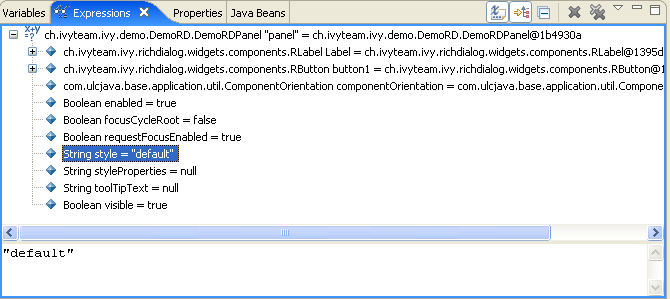 Variables Expressions Properties Java Beans
ch.ivyteam.ivy.demo.DemoRD.DemoRDPanel "panel" = ch.ivyteam.ivy.demo.DemoRD.DemoRDPanel@1b4930a
ch.ivyteam.ivy.richdialog.widgets.components.RLabel Label = ch.ivyteam.ivy.richdialog.widgets.components.RLabel@1395d
ch.ivyteam.ivy.richdialog.widgets.components.RButton button1 = ch.ivyteam.ivy.richdialog.widgets.components.RButton@1
com.ulcjava.base.application.util.ComponentOrientation componentOrientation = com.ulcjava.base.application.util.Compone
Boolean enabled = true
Boolean focusCycleRoot = false
Boolean requestFocusEnabled = true
String style = "default"
String styleProperties = null
String toolTipText = null
Boolean visible = true
"default"